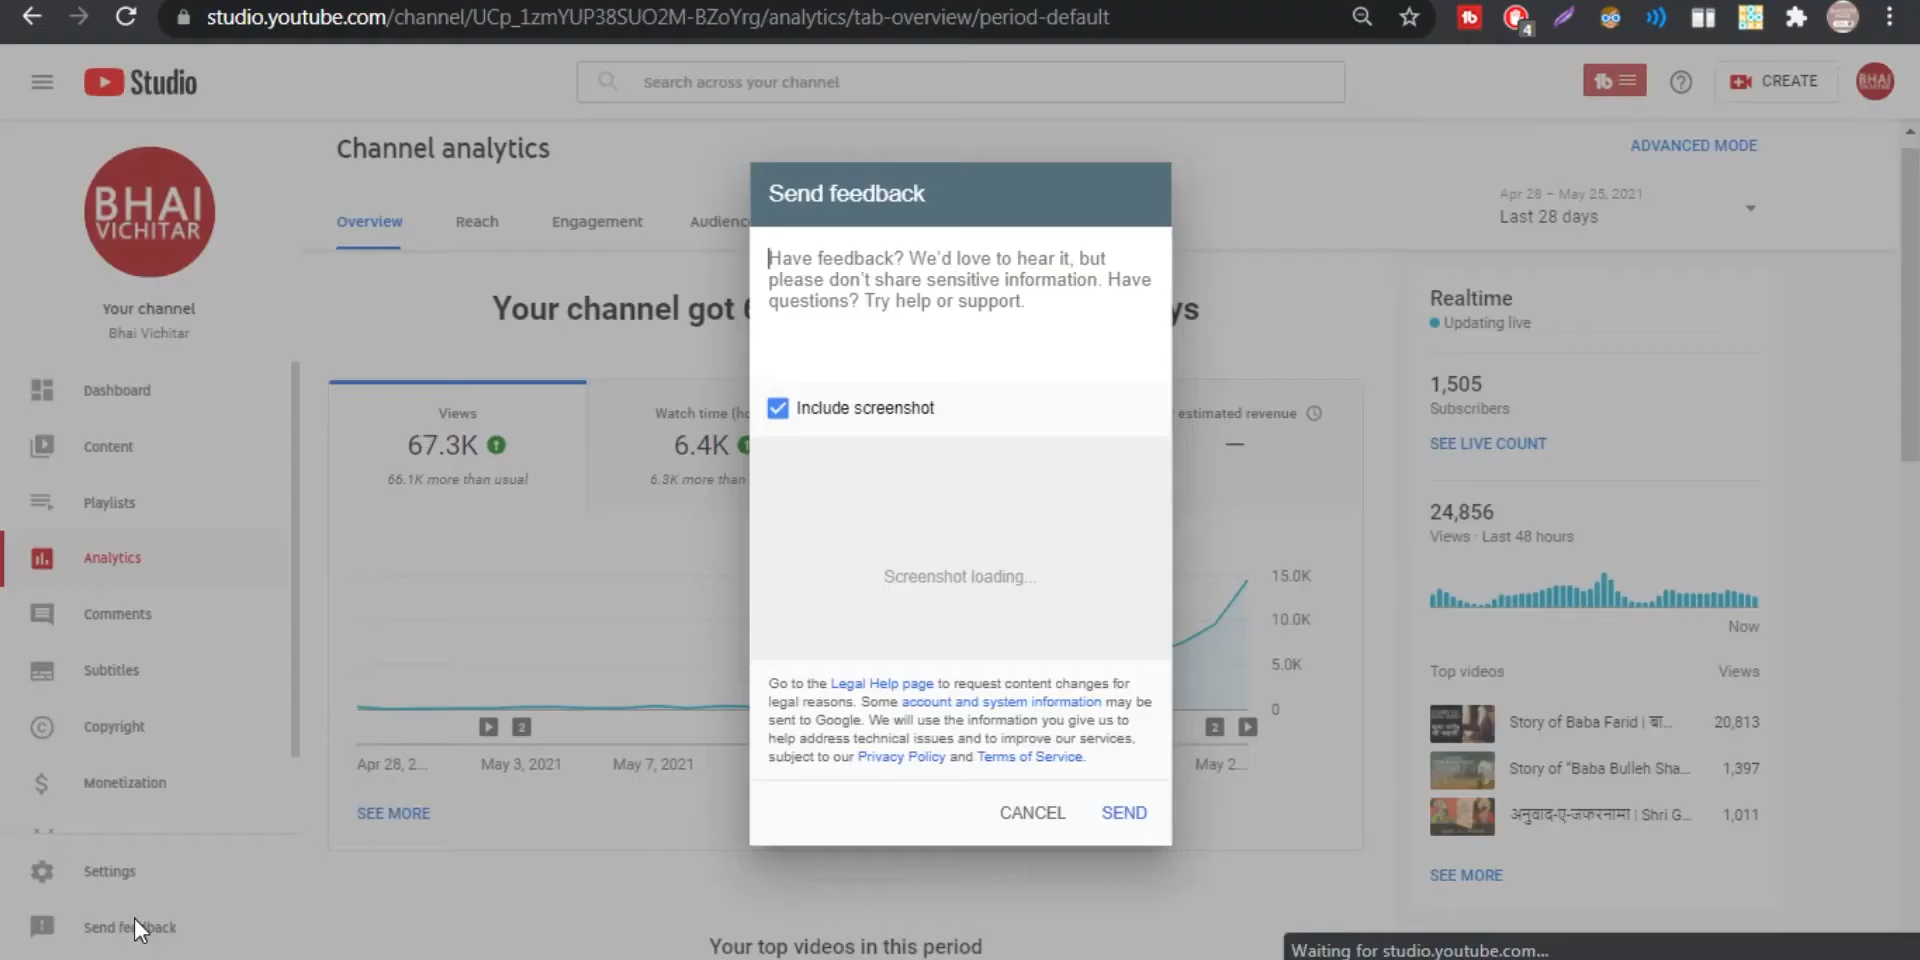 studio.youtube.com/channel/UCp_1zmYUP38SUO2M-BZoYrg/analytics/tab-overview/period-default
4
Studio
Search across your channel
CREATE
BHAI
VICHITAR
BHAI
VICHITAR
Your channel
Bhai Vichitar
Dashboard
Content
Playlists
Analytics
Comments
Subtitles
Copyright
Monetization
Settings
Send feedback
Channel analytics
ADVANCED MODE
Overview
Reach
Engagement
Apr 28 – May 25, 2021
Last 28 days
Your channel got
Views
67.3K
66.1K more than usual
Watch time
6.4K
6.3K more than
estimated revenue
—
15.0K
10.0K
5.0K
0
2
2
Apr 28, 2...
May 3, 2021
May 7, 2021
May 2...
SEE MORE
Your top videos in this period
Send feedback
Have feedback? We'd love to hear it, but
please don't share sensitive information. Have
questions? Try help or support.
Include screenshot
Screenshot loading...
Go to the Legal Help page to request content changes for
legal reasons. Some account and system information may be
sent to Google. We will use the information you give us to
help address technical issues and to improve our services,
subject to our Privacy Policy and Terms of Service.
CANCEL
SEND
Realtime
Updating live
1,505
Subscribers
SEE LIVE COUNT
24,856
Views · Last 48 hours
Now
Top videos
Views
Story of Baba Farid | बा...
20,813
Story of "Baba Bulleh Sha...
1,397
अनुवाद-ए-जफरनामा | Shri G...
1,011
SEE MORE
Waiting for studio.youtube.com...